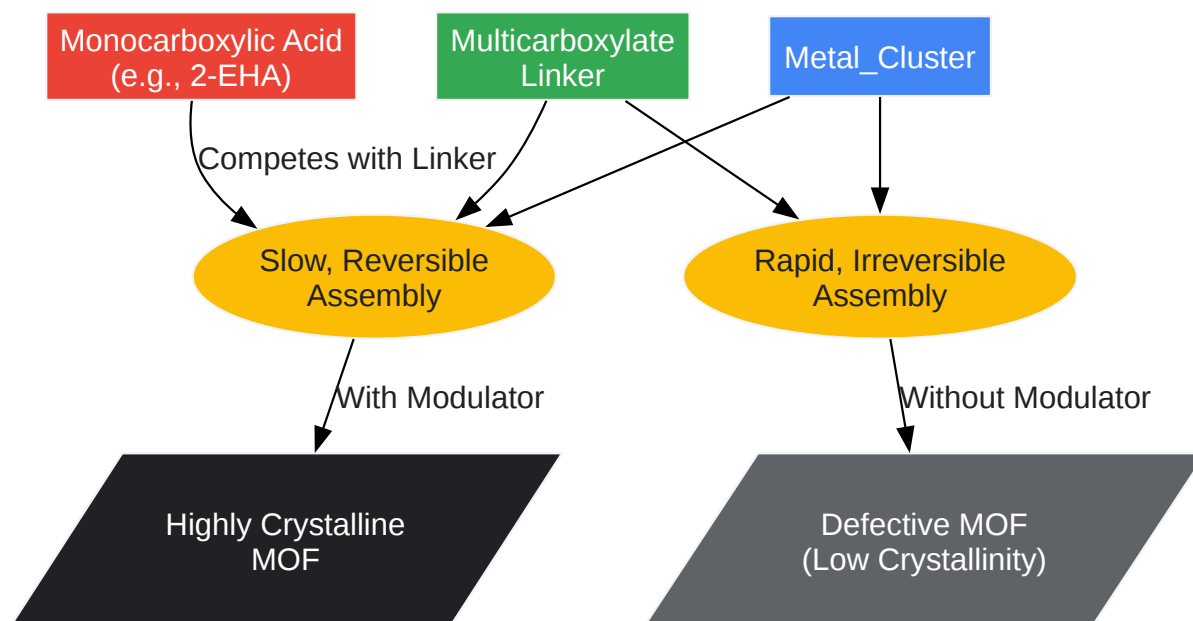 Monocarboxylic Acid
(e.g., 2-EHA)
Multicarboxylate
Linker
Metal_Cluster
Competes with Linker
Slow, Reversible
Assembly
Rapid, Irreversible
Assembly
With Modulator
Without Modulator
Highly Crystalline
MOF
Defective MOF
(Low Crystallinity)